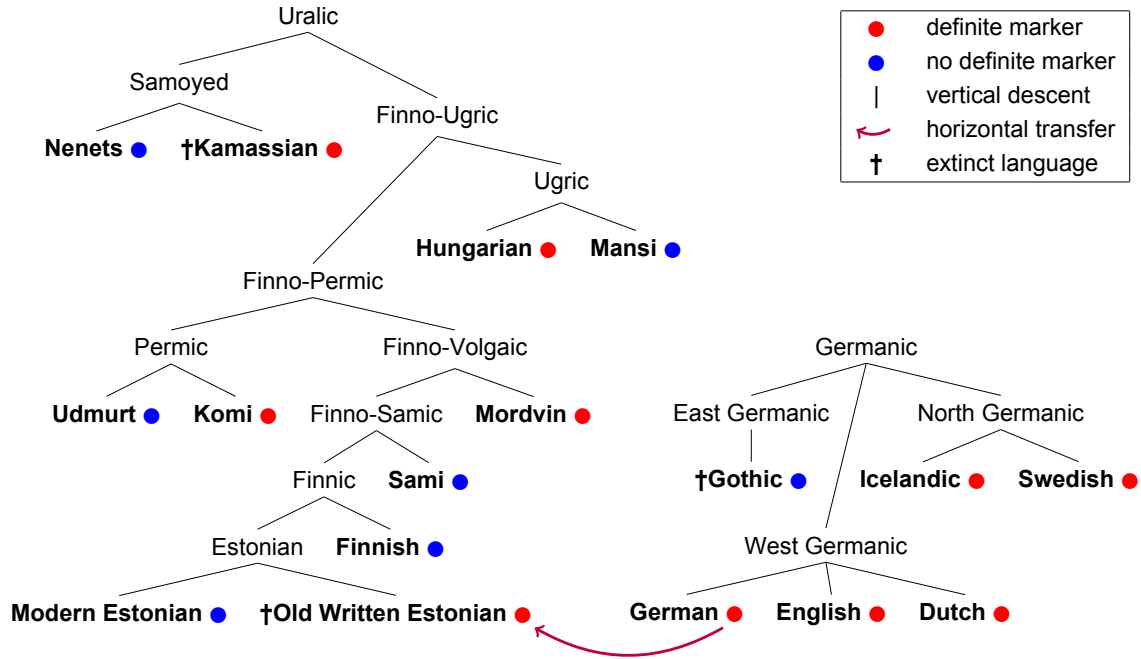 Uralic
definite marker
no definite marker
vertical descent
horizontal transfer
† extinct language
Samoyed
Finno-Ugric
Nenets
†Kamassian
Ugric
Hungarian
Mansi
Finno-Permic
Permic
Finno-Volgaic
Germanic
Udmurt
Komi
Finno-Samic
Mordvin
East Germanic
North Germanic
Finnic
Sami
†Gothic
Icelandic
Swedish
Estonian
Finnish
West Germanic
Modern Estonian
†Old Written Estonian
German
English
Dutch